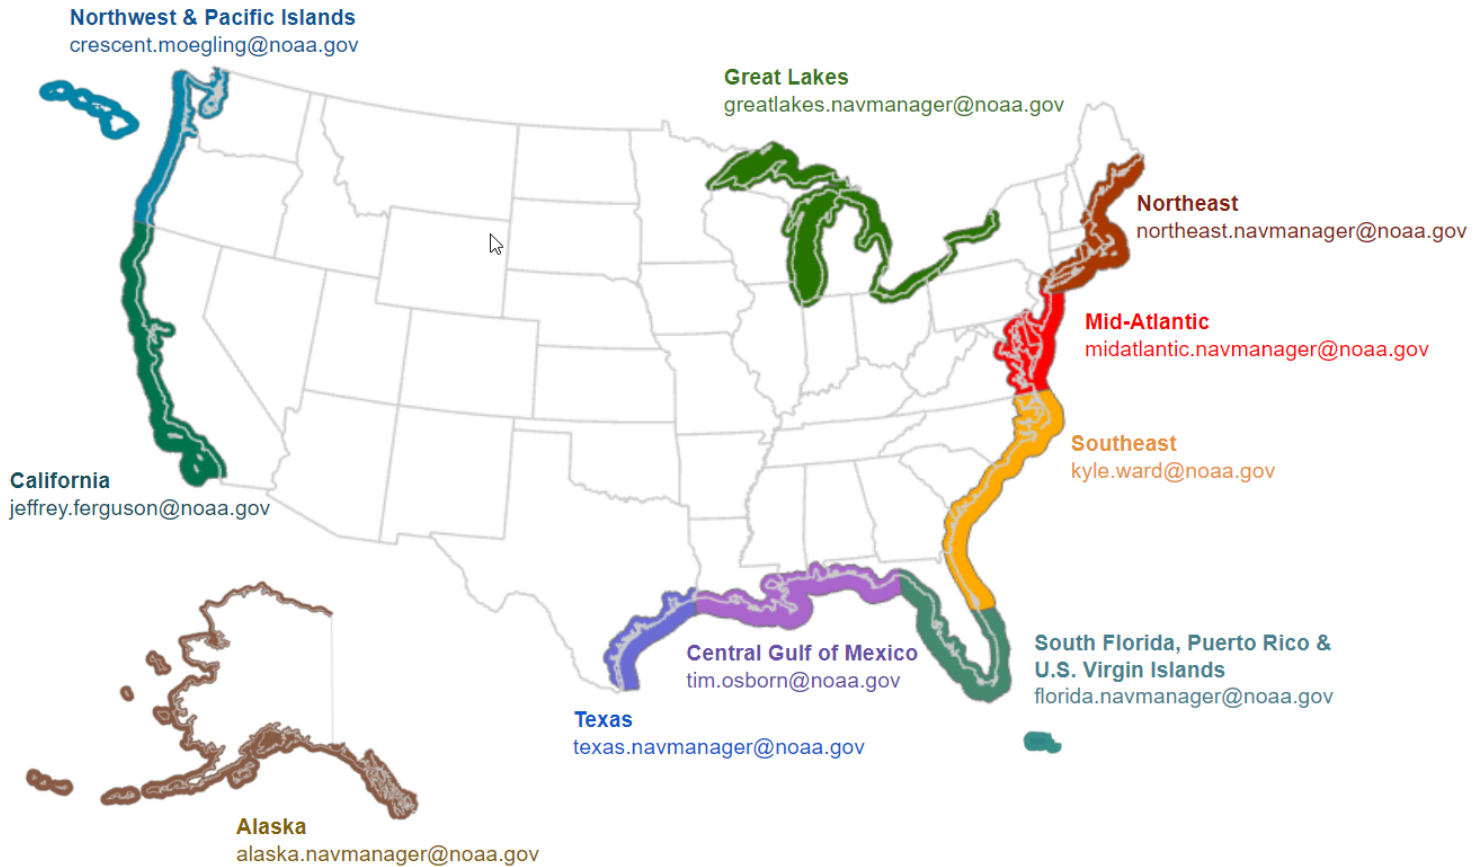 Northwest & Pacific Islands
crescent.moegling@noaa.gov
Great Lakes
greatlakes.navmanager@noaa.gov
Northeast
northeast.navmanager@noaa.gov
Mid-Atlantic
midatlantic.navmanager@noaa.gov
Southeast
kyle.ward@noaa.gov
California
jeffrey.ferguson@noaa.gov
South Florida, Puerto Rico &
U.S. Virgin Islands
florida.navmanager@noaa.gov
Central Gulf of Mexico
tim.osborn@noaa.gov
Texas
texas.navmanager@noaa.gov
Alaska
alaska.navmanager@noaa.gov